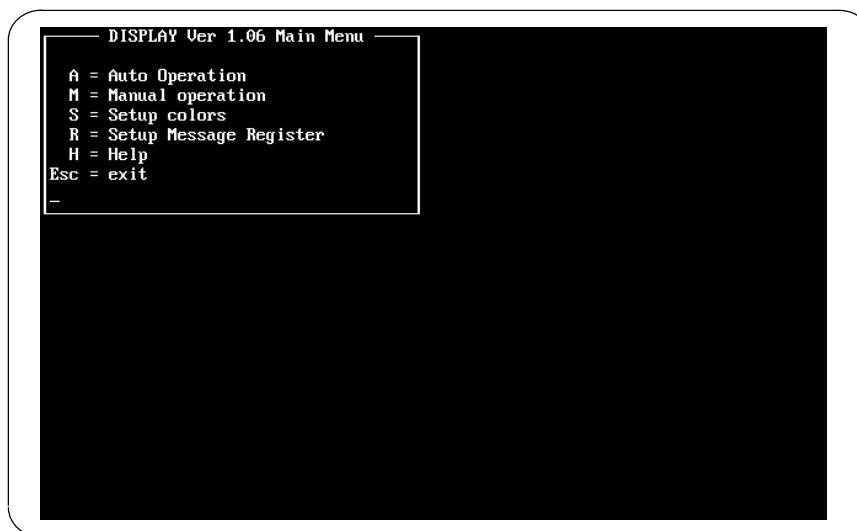 DISPLAY Ver 1.06 Main Menu
A = Auto Operation
M = Manual operation
S = Setup colors
R = Setup Message Register
H = Help
Esc = exit
_